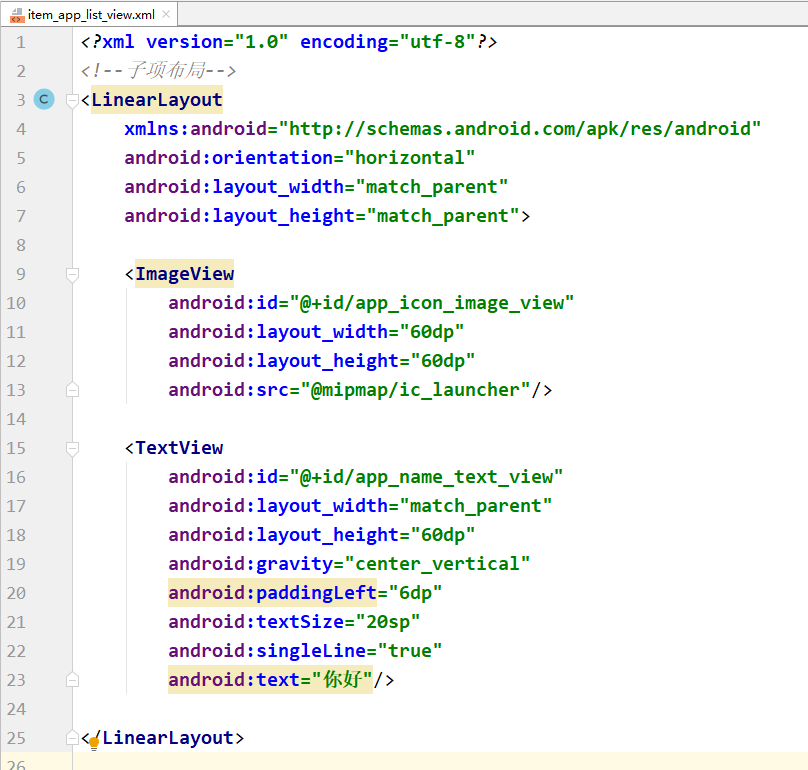 item_app_list_view.xml
1 <?xml version="1.0" encoding="utf-8"?>
2 <!--子项布局-->
3 C <LinearLayout
4 xmlns:android="http://schemas.android.com/apk/res/android"
5 android:orientation="horizontal"
6 android:layout_width="match_parent"
7 android:layout_height="match_parent">
8
9 <ImageView
10 android:id="@+id/app_icon_image_view"
11 android:layout_width="60dp"
12 android:layout_height="60dp"
13 android:src="@mipmap/ic_launcher"/>
14
15 <TextView
16 android:id="@+id/app_name_text_view"
17 android:layout_width="match_parent"
18 android:layout_height="60dp"
19 android:gravity="center_vertical"
20 android:paddingLeft="6dp"
21 android:textSize="20sp"
22 android:singleLine="true"
23 android:text="你好"/>
24
25 </LinearLayout>
26